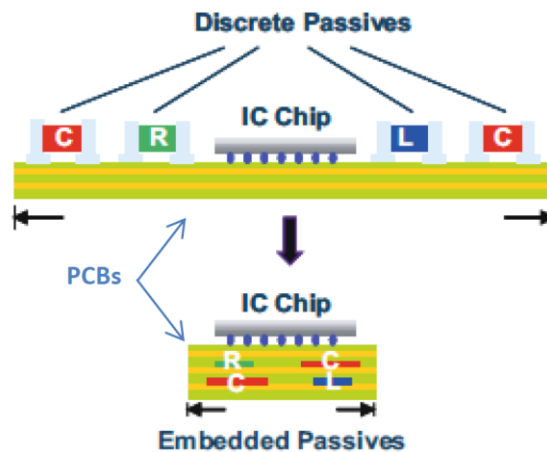 Discrete Passives
C R IC Chip L C
PCBs
IC Chip
R C
C L
Embedded Passives